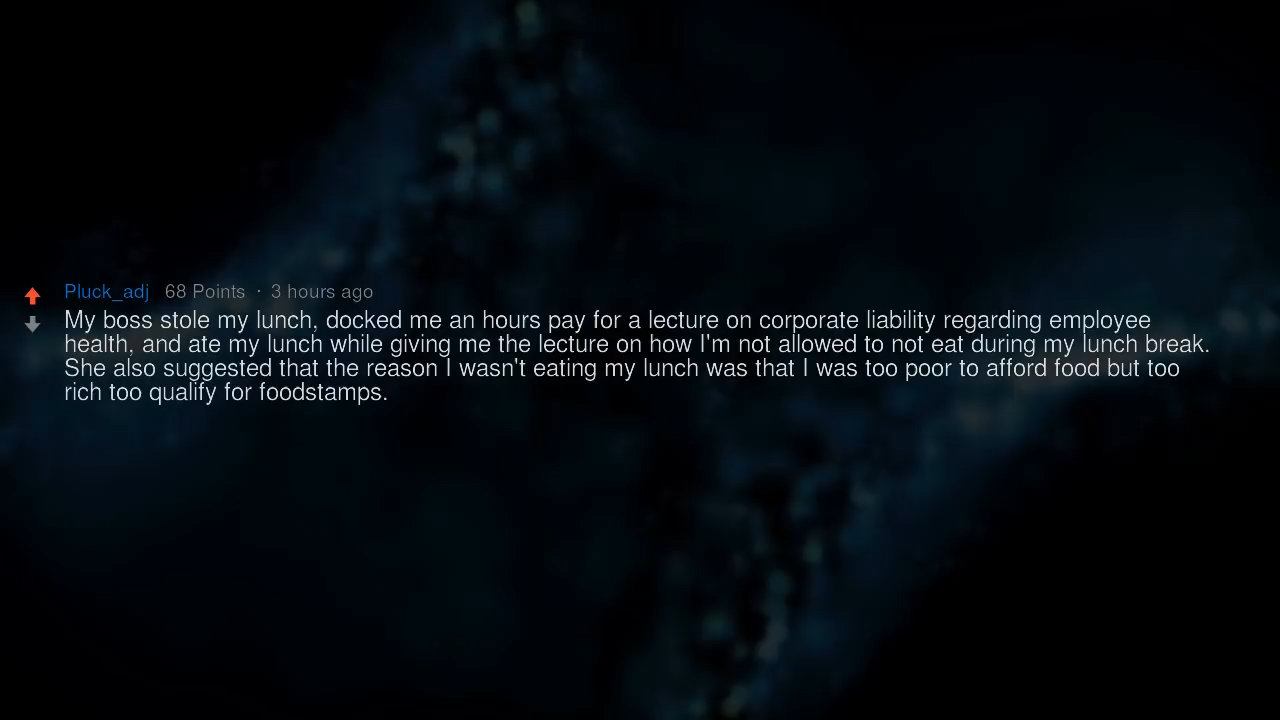 Pluck_adj 68 Points · 3 hours ago
My boss stole my lunch, docked me an hours pay for a lecture on corporate liability regarding employee
health, and ate my lunch while giving me the lecture on how I'm not allowed to not eat during my lunch break.
She also suggested that the reason I wasn't eating my lunch was that I was too poor to afford food but too
rich too qualify for foodstamps.